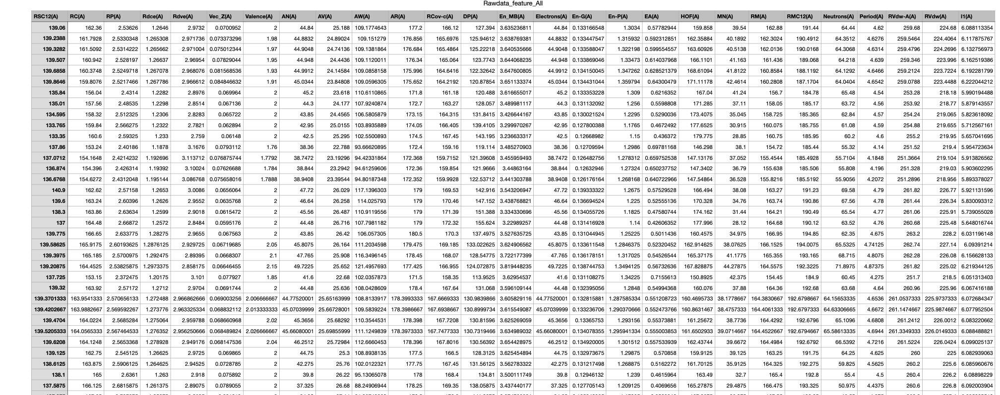 Rawdata_feature_All
RSC12(A) RC(A) RP(A) Rdce(A) Rdve(A) Vec_Z(A) Valence(A) AN(A) AV(A) AW(A) AR(A) RCov-c(A) DP(A) En_MB(A) Electrons(A) En-G(A) En-P(A) EA(A) HOF(A) MN(A) RM(A) RMC12(A) Neutrons(A) Period(A) RVdw-A(A) RVdw(A) I1(A)
139.06 162.36 2.53626 1.2646 2.9732 0.0700952 2 44.84 25.188 109.1774643 177.2 166.12 127.394 3.635236811 44.84 0.133166548 1.3034 0.57782944 159.858 39.54 162.88 191.44 64.44 4.62 259.68 224.68 6.088113354
139.2388 161.7928 2.5330348 1.265308 2.971736 0.073373296 1.98 44.8832 24.89024 109.151279 176.856 165.6976 125.94612 3.638769381 44.8832 0.133447547 1.315932 0.592312851 162.35884 40.1892 162.3024 190.4912 64.3512 4.6276 259.5464 224.4064 6.117875767
139.3282 161.5092 2.5314222 1.265662 2.971004 0.075012344 1.97 44.9048 24.74136 109.1381864 176.684 165.4864 125.22218 3.640535666 44.9048 0.133588047 1.322198 0.599554557 163.60926 40.5138 162.0136 190.0168 64.3068 4.6314 259.4796 224.2696 6.132756973
139.507 160.942 2.528197 1.26637 2.96954 0.07829044 1.95 44.948 24.4436 109.1120011 176.34 165.064 123.7743 3.644068235 44.948 0.133869046 1.33473 0.614037968 166.1101 41.163 161.436 189.068 64.218 4.639 259.346 223.996 6.162519386
139.6858 160.3748 2.5249718 1.267078 2.968076 0.081568536 1.93 44.9912 24.14584 109.0858158 175.996 164.6416 122.32642 3.647600805 44.9912 0.134150045 1.347262 0.628521379 168.61094 41.8122 160.8584 188.1192 64.1292 4.6466 259.2124 223.7224 6.192281799
139.8646 159.8076 2.5217466 1.267786 2.966612 0.084846632 1.91 45.0344 23.84808 109.0596305 175.652 164.2192 120.87854 3.651133374 45.0344 0.134431044 1.359794 0.64300479 171.11178 42.4614 160.2808 187.1704 64.0404 4.6542 259.0788 223.4488 6.222044212
135.84 156.04 2.4314 1.2282 2.8976 0.069964 2 45.2 23.618 110.6110865 171.8 161.18 120.488 3.616655017 45.2 0.133353228 1.309 0.6216352 167.04 41.24 156.7 184.78 65.48 4.54 253.28 218.18 5.990194488
135.01 157.56 2.48535 1.2298 2.8514 0.067136 2 44.3 24.177 107.9240874 172.7 163.27 128.057 3.489981117 44.3 0.131132092 1.256 0.5598808 171.285 37.11 158.05 185.17 63.72 4.56 253.92 218.77 5.879143557
134.595 158.32 2.512325 1.2306 2.8283 0.065722 2 43.85 24.4565 106.5805879 173.15 164.315 131.8415 3.426644167 43.85 0.130021524 1.2295 0.5290036 173.4075 35.045 158.725 185.365 62.84 4.57 254.24 219.065 5.823618092
133.765 159.84 2.566275 1.2322 2.7821 0.062894 2 42.95 25.0155 103.8935889 174.05 166.405 139.4105 3.299970267 42.95 0.127800388 1.1765 0.4672492 177.6525 30.915 160.075 185.755 61.08 4.59 254.88 219.655 5.712567161
133.35 160.6 2.59325 1.233 2.759 0.06148 2 42.5 25.295 102.5500893 174.5 167.45 143.195 3.236633317 42.5 0.12668982 1.15 0.436372 179.775 28.85 160.75 185.95 60.2 4.6 255.2 219.95 5.657041695
137.86 153.24 2.40186 1.1878 3.1676 0.0793112 1.76 38.36 22.788 93.66620895 172.4 159.16 119.114 3.485270903 38.36 0.12709594 1.2986 0.69781168 146.298 38.1 154.72 185.44 55.32 4.14 251.52 219.4 5.954723634
137.0712 154.1648 2.4214232 1.192696 3.113712 0.076875744 1.7792 38.7472 23.19296 94.42331864 172.368 159.7152 121.39608 3.455959493 38.7472 0.126482756 1.278312 0.659752538 147.13176 37.052 155.4544 185.4928 55.7104 4.1848 251.3664 219.104 5.913826562
136.874 154.396 2.426314 1.19392 3.10024 0.07626688 1.784 38.844 23.2942 94.61259606 172.36 159.854 121.9666 3.44863164 38.844 0.12632946 1.27324 0.650237752 147.3402 36.79 155.638 185.506 55.808 4.196 251.328 219.03 5.903602295
136.6768 154.6272 2.4312048 1.195144 3.086768 0.075658016 1.7888 38.9408 23.39544 94.80187348 172.352 159.9928 122.53712 3.441303788 38.9408 0.126176164 1.268168 0.640722966 147.54864 36.528 155.8216 185.5192 55.9056 4.2072 251.2896 218.956 5.893378027
140.9 162.62 2.57158 1.2653 3.0086 0.0656064 2 47.72 26.029 117.1396303 179 169.53 142.916 3.543206947 47.72 0.139333322 1.2675 0.57529528 166.494 38.08 163.27 191.23 69.58 4.79 261.82 226.77 5.921131596
139.6 163.24 2.60396 1.2626 2.9552 0.0635768 2 46.64 26.258 114.025793 179 170.46 147.152 3.438768821 46.64 0.136694524 1.225 0.52555136 170.328 34.76 163.74 190.86 67.56 4.78 261.44 226.34 5.830093312
138.3 163.86 2.63634 1.2599 2.9018 0.0615472 2 45.56 26.487 110.9119556 179 171.39 151.388 3.334330696 45.56 0.134055726 1.1825 0.47580744 174.162 31.44 164.21 190.49 65.54 4.77 261.06 225.91 5.739055028
137 164.48 2.66872 1.2572 2.8484 0.0595176 2 44.48 26.716 107.7981182 179 172.32 155.624 3.22989257 44.48 0.131416928 1.14 0.42606352 177.996 28.12 164.68 190.12 63.52 4.76 260.68 225.48 5.648016744
139.775 166.65 2.633775 1.28275 2.9655 0.067563 2 43.85 26.42 106.057305 180.5 170.3 137.4975 3.527635725 43.85 0.131044945 1.25225 0.5011436 160.4575 34.975 166.95 194.85 62.35 4.675 263.2 228.2 6.031196148
139.58625 165.9175 2.60193625 1.2876125 2.929725 0.06719685 2.05 45.8075 26.164 111.2034598 179.475 169.185 133.022625 3.624906562 45.8075 0.133611548 1.2846375 0.52320452 162.914625 38.07625 166.1525 194.0075 65.5325 4.74125 262.74 227.14 6.09391214
139.3975 165.185 2.5700975 1.292475 2.89395 0.0668307 2.1 47.765 25.908 116.3496145 178.45 168.07 128.54775 3.722177399 47.765 0.136178151 1.317025 0.54526544 165.37175 41.1775 165.355 193.165 68.715 4.8075 262.28 226.08 6.156628133
139.20875 164.4525 2.53825875 1.2973375 2.858175 0.06646455 2.15 49.7225 25.652 121.4957693 177.425 166.955 124.072875 3.819448235 49.7225 0.138744753 1.3494125 0.56732636 167.828875 44.27875 164.5575 192.3225 71.8975 4.87375 261.82 225.02 6.219344125
137.725 153.15 2.372475 1.20175 3.101 0.077927 1.85 41.6 22.68 102.0357873 171.5 158.35 113.9525 3.62954537 41.6 0.131108275 1.34225 0.7155613 150.8925 42.375 154.45 184.9 60.45 4.275 251.7 218.5 6.051313403
139.32 163.92 2.57172 1.2712 2.9704 0.0691744 2 44.48 25.636 108.0428609 178.4 167.64 131.068 3.596109144 44.48 0.132395056 1.2848 0.54994368 160.076 37.88 164.36 192.68 63.68 4.64 260.96 225.96 6.067416188
139.3701333 163.9541333 2.570656133 1.272488 2.966862666 0.069003256 2.006666667 44.77520001 25.65163999 108.8133917 178.3993333 167.6669333 130.9839866 3.605829116 44.77520001 0.132815881 1.287585334 0.551208723 160.4695733 38.1778667 164.3830667 192.6798667 64.15653335 4.6536 261.0537333 225.9737333 6.072684347
139.4202667 163.9882667 2.569592267 1.273776 2.963325334 0.068832112 2.013333333 45.07039999 25.66728001 109.5839224 178.3986667 167.6938667 130.8999734 3.615549087 45.07039999 0.133236706 1.290370666 0.552473766 160.8631467 38.4757333 164.4061333 192.6797333 64.63306665 4.6672 261.1474667 225.9874667 6.077952504
139.4704 164.0224 2.5685284 1.275064 2.959788 0.068660968 2.02 45.3656 25.68292 110.3544531 178.398 167.7208 130.81596 3.625269059 45.3656 0.13365753 1.293156 0.55373881 161.25672 38.7736 164.4292 192.6796 65.1096 4.6808 261.2412 226.0012 6.083220662
139.5205333 164.0565333 2.567464533 1.276352 2.956250666 0.068489824 2.026666667 45.66080001 25.69855999 111.1249839 178.3973333 167.7477333 130.7319466 3.634989032 45.66080001 0.134078355 1.295941334 0.555003853 161.6502933 39.0714667 164.4522667 192.6794667 65.58613335 4.6944 261.3349333 226.0149333 6.088488821
139.6208 164.1248 2.5653368 1.278928 2.949176 0.068147536 2.04 46.2512 25.72984 112.6660453 178.396 167.8016 130.56392 3.654428975 46.2512 0.134920005 1.301512 0.557533939 162.43744 39.6672 164.4984 192.6792 66.5392 4.7216 261.5224 226.0424 6.099025137
139.125 162.75 2.545125 1.26625 2.9725 0.069865 2 44.75 25.3 108.8938135 177.5 166.5 128.3125 3.625454894 44.75 0.132973675 1.29875 0.570858 159.9125 39.125 163.25 191.75 64.25 4.625 260 225 6.082939063
138.6125 163.875 2.5906125 1.264625 2.94525 0.0728785 2 42.275 25.76 102.0122321 177.75 167.45 131.56125 3.562783322 42.275 0.131217498 1.268875 0.5162272 161.70125 35.9125 164.325 192.275 59.825 4.5625 260.2 225.6 6.085960676
138.1 165 2.6361 1.263 2.918 0.075892 2 39.8 26.22 95.13065078 178 168.4 134.81 3.500111749 39.8 0.12946132 1.239 0.4615964 163.49 32.7 165.4 192.8 55.4 4.5 260.4 226.2 6.08898229
137.5875 166.125 2.6815875 1.261375 2.89075 0.0789055 2 37.325 26.68 88.24906944 178.25 169.35 138.05875 3.437440177 37.325 0.127705143 1.209125 0.4069656 165.27875 29.4875 166.475 193.325 50.975 4.4375 260.6 226.8 6.092003904